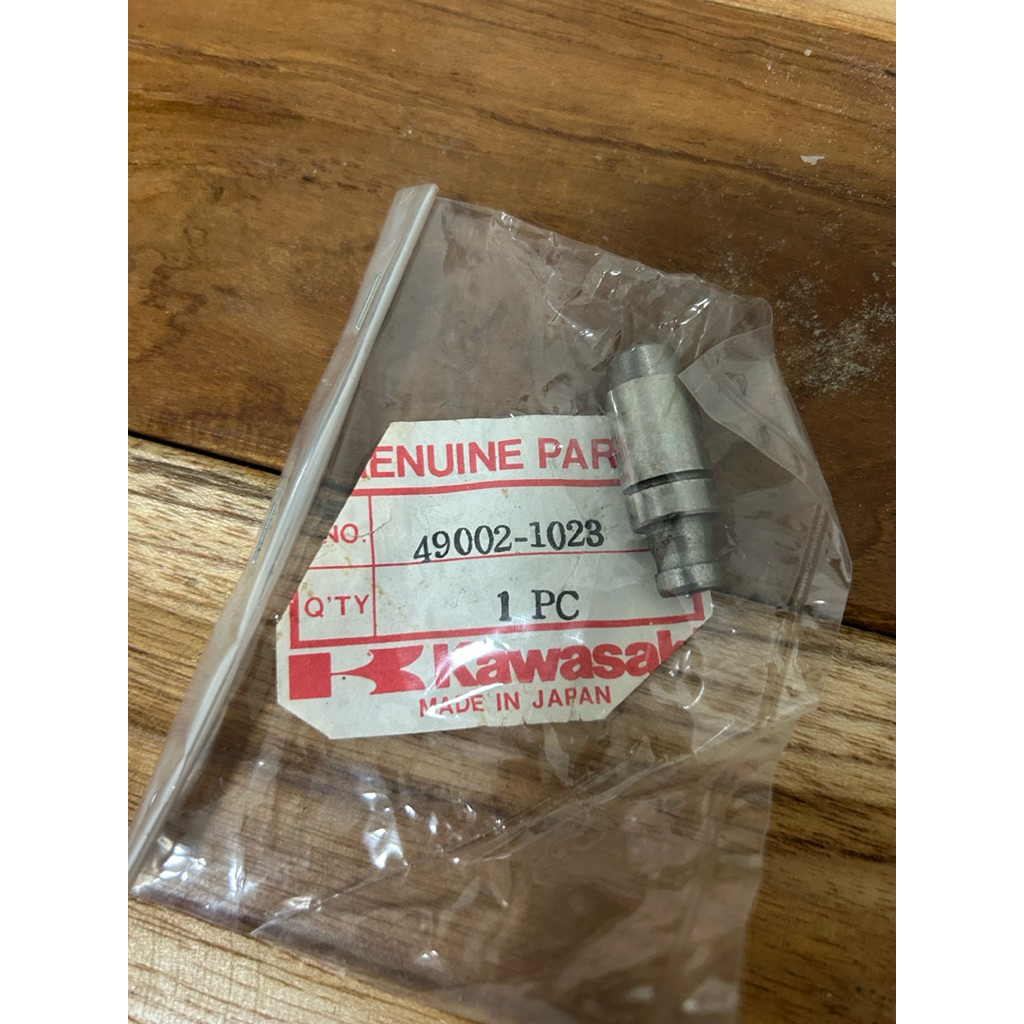 ENUINE PAR
NO. 49002-1023
Q'TY 1 PC
Kawasak
MADE IN JAPAN